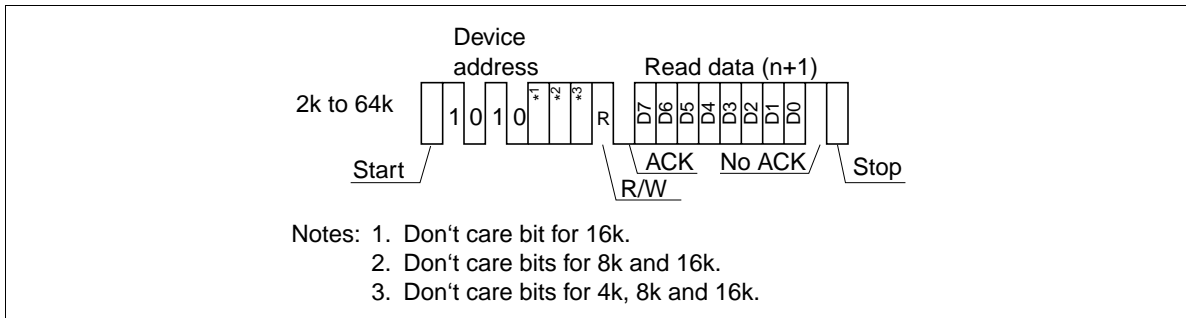 Device
address
Read data (n+1)
2k to 64k
1 0 1 0 *1 *2 *3 R D7 D6 D5 D4 D3 D2 D1 D0
Start
ACK
No ACK
Stop
R/W
Notes: 1. Don‘t care bit for 16k.
2. Don‘t care bits for 8k and 16k.
3. Don‘t care bits for 4k, 8k and 16k.